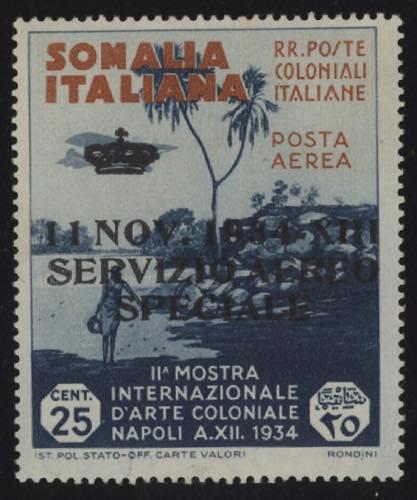 SOMALIA
ITALIANA
RR. POSTE
COLONIALI
ITALIANE
POSTA
AEREA
11 NOV. 1934-XIII
SERVIZIO AEREO
SPECIALE
IIA MOSTRA
INTERNAZIONALE
D'ARTE COLONIALE
NAPOLI A.XII. 1934
CENT.
25
٢٥
IST. POL. STATO-OFF. CARTE VALORI
RONDINI